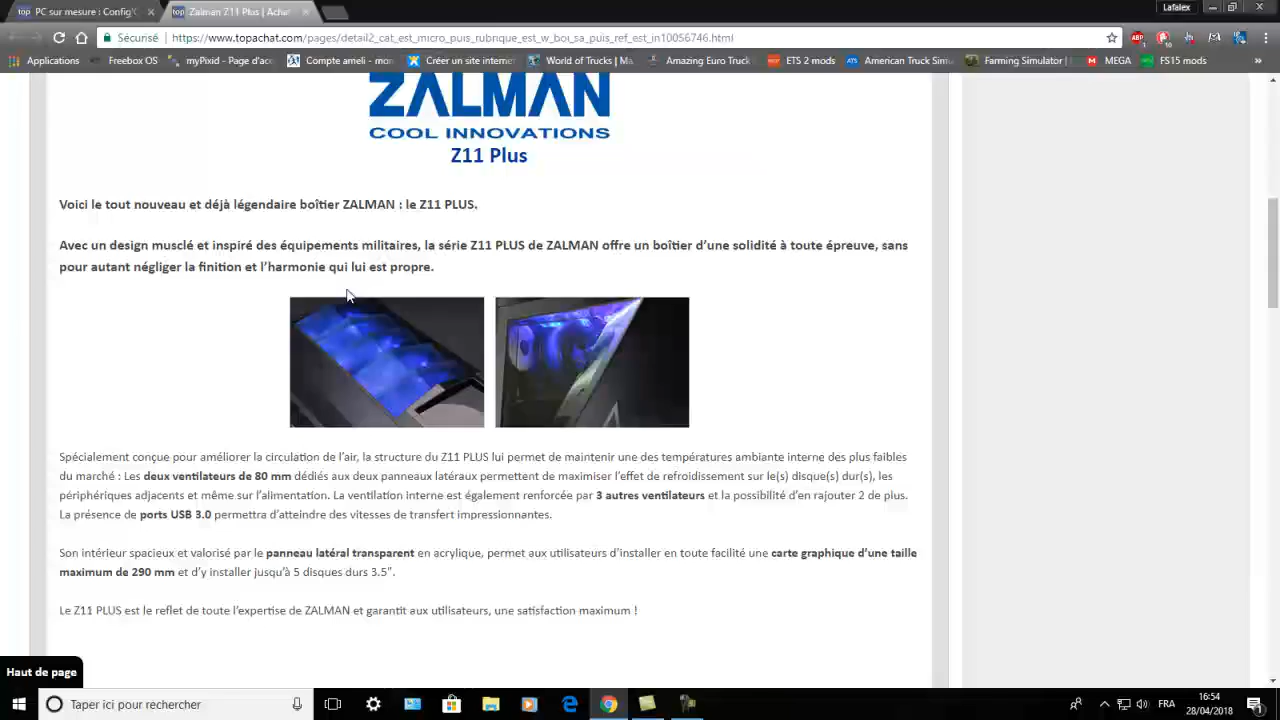 PC sur mesure : Config'O
Zalman Z11 Plus | Achat
Lafalex
Sécurisé
https://www.topachat.com/pages/detail2_cat_est_micro_puis_rubrique_est_w_boi_sa_puis_ref_est_in10056746.html
Applications
Freebox OS
myPixid - Page d'acc
Compte ameli - mon
Créer un site internet
World of Trucks | Ma
Amazing Euro Truck
ETS 2 mods
American Truck Simu
Farming Simulator |
MEGA
FS15 mods
»
ZALMAN
COOL INNOVATIONS
Z11 Plus
Voici le tout nouveau et déjà légendaire boîtier ZALMAN : le Z11 PLUS.
Avec un design musclé et inspiré des équipements militaires, la série Z11 PLUS de ZALMAN offre un boîtier d’une solidité à toute épreuve, sans
pour autant négliger la finition et l’harmonie qui lui est propre.
Spécialement conçue pour améliorer la circulation de l’air, la structure du Z11 PLUS lui permet de maintenir une des températures ambiante interne des plus faibles
du marché : Les deux ventilateurs de 80 mm dédiés aux deux panneaux latéraux permettent de maximiser l’effet de refroidissement sur le(s) disque(s) dur(s), les
périphériques adjacents et même sur l’alimentation. La ventilation interne est également renforcée par 3 autres ventilateurs et la possibilité d’en rajouter 2 de plus.
La présence de ports USB 3.0 permettra d’atteindre des vitesses de transfert impressionnantes.
Son intérieur spacieux et valorisé par le panneau latéral transparent en acrylique, permet aux utilisateurs d’installer en toute facilité une carte graphique d’une taille
maximum de 290 mm et d’y installer jusqu’à 5 disques durs 3.5″.
Le Z11 PLUS est le reflet de toute l’expertise de ZALMAN et garantit aux utilisateurs, une satisfaction maximum !
Haut de page
Taper ici pour rechercher
FRA
16:54
28/04/2018